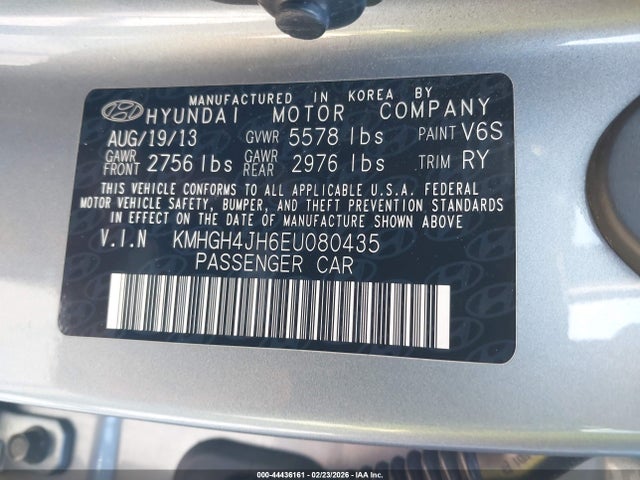 MANUFACTURED IN KOREA BY
HYUNDAI MOTOR COMPANY
AUG/19/13 GVWR 5578 lbs PAINT V6S
GAWR FRONT 2756 lbs GAWR REAR 2976 lbs TRIM RY
THIS VEHICLE CONFORMS TO ALL APPLICABLE U.S.A. FEDERAL
MOTOR VEHICLE SAFETY, BUMPER, AND THEFT PREVENTION STANDARDS
IN EFFECT ON THE DATE OF MANUFACTURE SHOWN ABOVE
V.I.N KMHGH4JH6EU080435
PASSENGER CAR
000-44436161 - 02/23/2026 - IAA Inc.